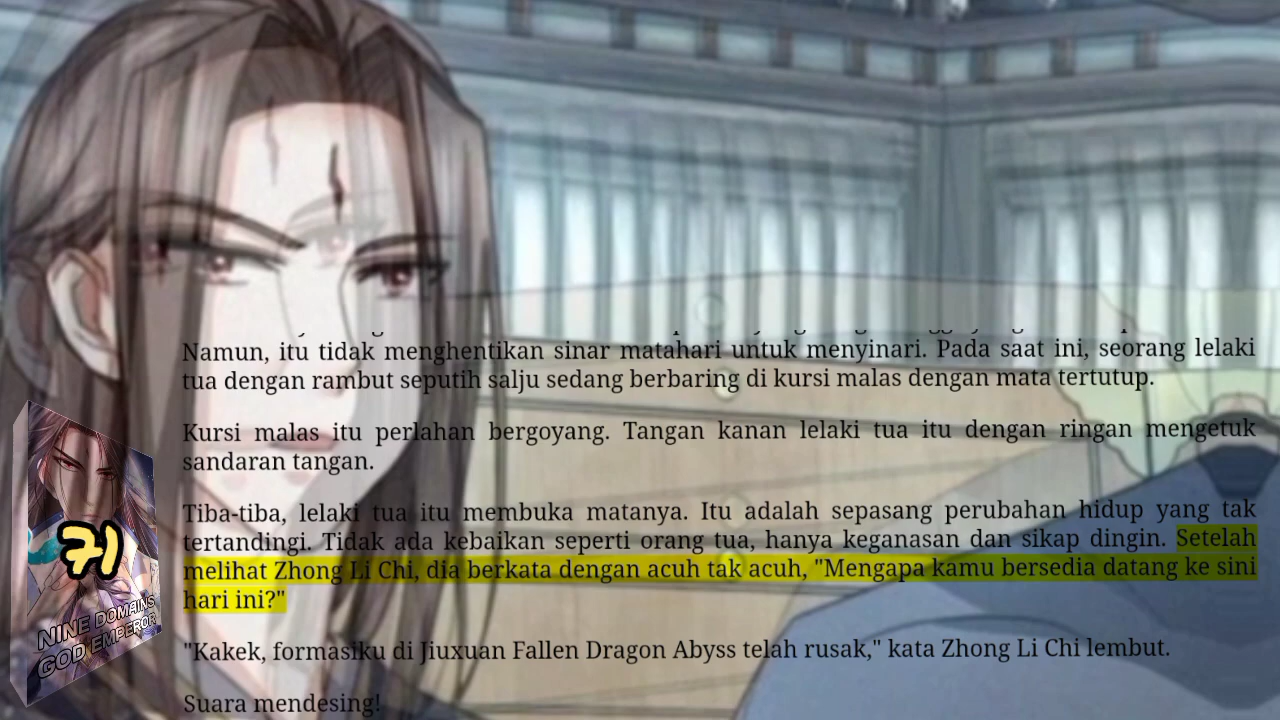 Namun, itu tidak menghentikan sinar matahari untuk menyinari. Pada saat ini, seorang lelaki
tua dengan rambut seputih salju sedang berbaring di kursi malas dengan mata tertutup.
Kursi malas itu perlahan bergoyang. Tangan kanan lelaki tua itu dengan ringan mengetuk
sandaran tangan.
Tiba-tiba, lelaki tua itu membuka matanya. Itu adalah sepasang perubahan hidup yang tak
tertandingi. Tidak ada kebaikan seperti orang tua, hanya keganasan dan sikap dingin. Setelah
melihat Zhong Li Chi, dia berkata dengan acuh tak acuh, "Mengapa kamu bersedia datang ke sini
hari ini?"
"Kakek, formasiku di Jiuxuan Fallen Dragon Abyss telah rusak," kata Zhong Li Chi lembut.
Suara mendesing!
71
NINE DOMAINS
GOD EMPEROR